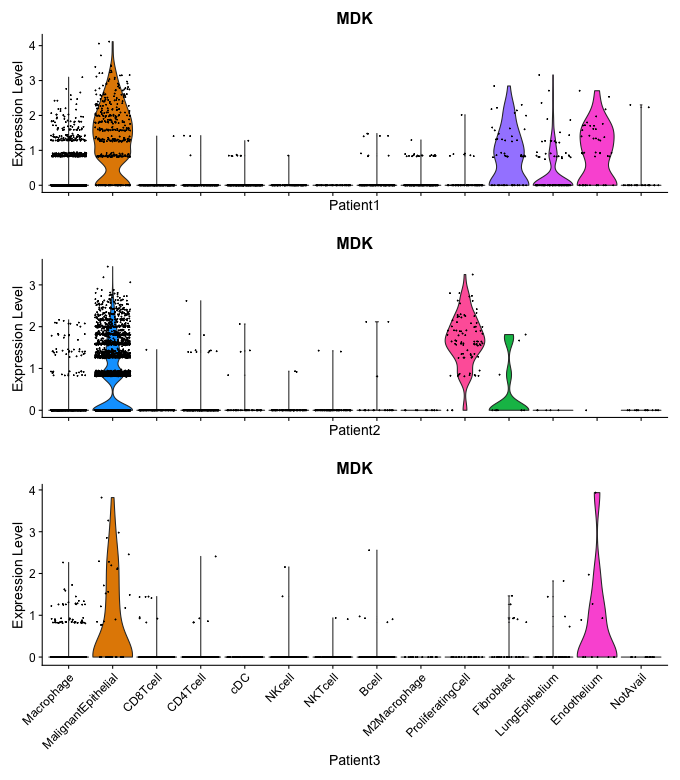 MDK
Expression Level
4
3
2
1
0
Patient1
MDK
Expression Level
3
2
1
0
Patient2
MDK
Expression Level
4
3
2
1
0
Macrophage
MalignantEpithelial
CD8Tcell
CD4Tcell
cDC
NKcell
NKTcell
Bcell
M2Macrophage
ProliferatingCell
Fibroblast
LungEpithelium
Endothelium
NotAvail
Patient3